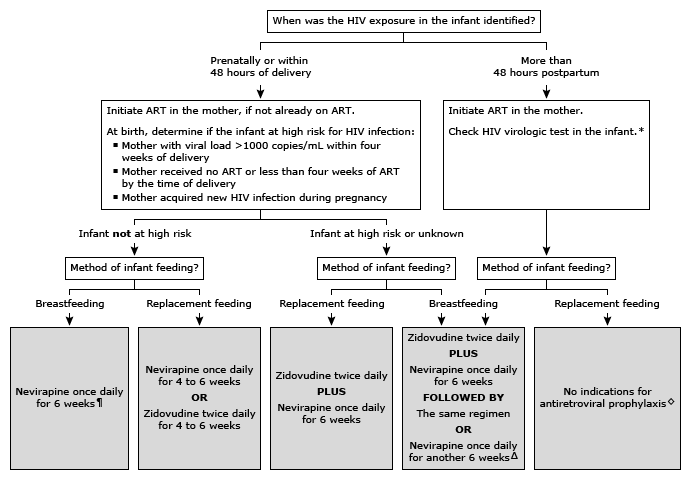 When was the HIV exposure in the infant identified?
Prenatally or within
48 hours of delivery
More than
48 hours postpartum
Initiate ART in the mother, if not already on ART.
At birth, determine if the infant at high risk for HIV infection:
▪ Mother with viral load >1000 copies/mL within four
weeks of delivery
▪ Mother received no ART or less than four weeks of ART
by the time of delivery
▪ Mother acquired new HIV infection during pregnancy
Initiate ART in the mother.
Check HIV virologic test in the infant.*
Infant not at high risk
Infant at high risk or unknown
Method of infant feeding?
Method of infant feeding?
Method of infant feeding?
Breastfeeding
Replacement feeding
Replacement feeding
Breastfeeding
Replacement feeding
Nevirapine once daily
for 6 weeks¶
Nevirapine once daily
for 4 to 6 weeks
OR
Zidovudine twice daily
for 4 to 6 weeks
Zidovudine twice daily
PLUS
Nevirapine once daily
for 6 weeks
Zidovudine twice daily
PLUS
Nevirapine once daily
for 6 weeks
FOLLOWED BY
The same regimen
OR
Nevirapine once daily
for another 6 weeksΔ
No indications for
antiretroviral prophylaxis◇